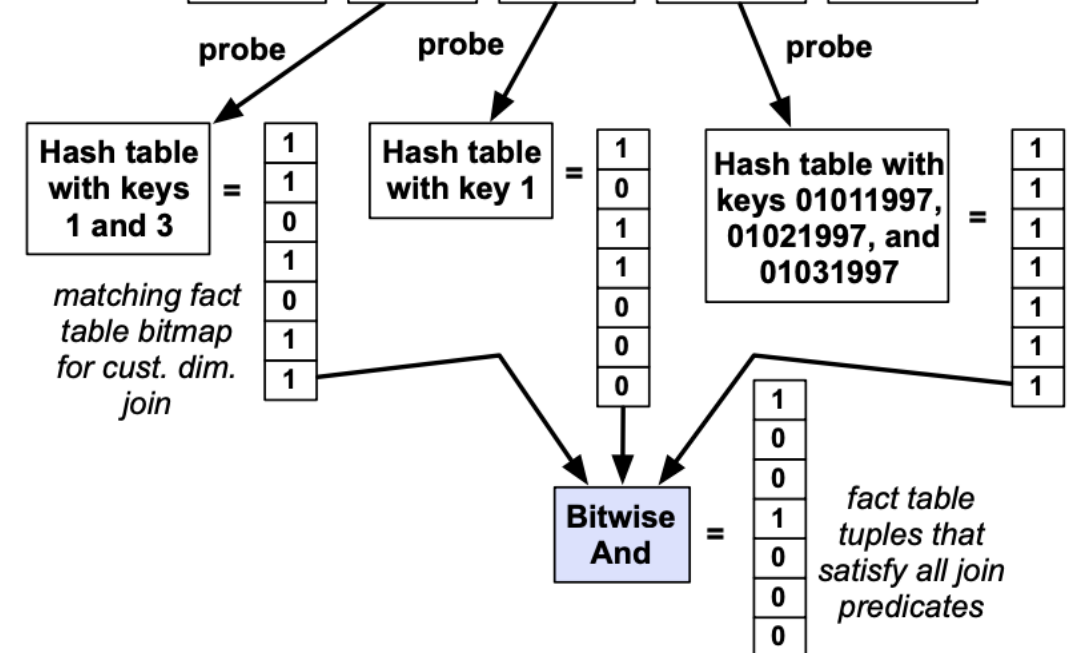 probe
probe
probe
Hash table
with keys
1 and 3
=
1
1
0
1
0
1
1
matching fact
table bitmap
for cust. dim.
join
Hash table
with key 1
=
1
0
1
1
0
0
0
Hash table with
keys 01011997,
01021997, and
01031997
=
1
1
1
1
1
1
1
Bitwise
And
=
1
0
0
1
0
0
0
fact table
tuples that
satisfy all join
predicates